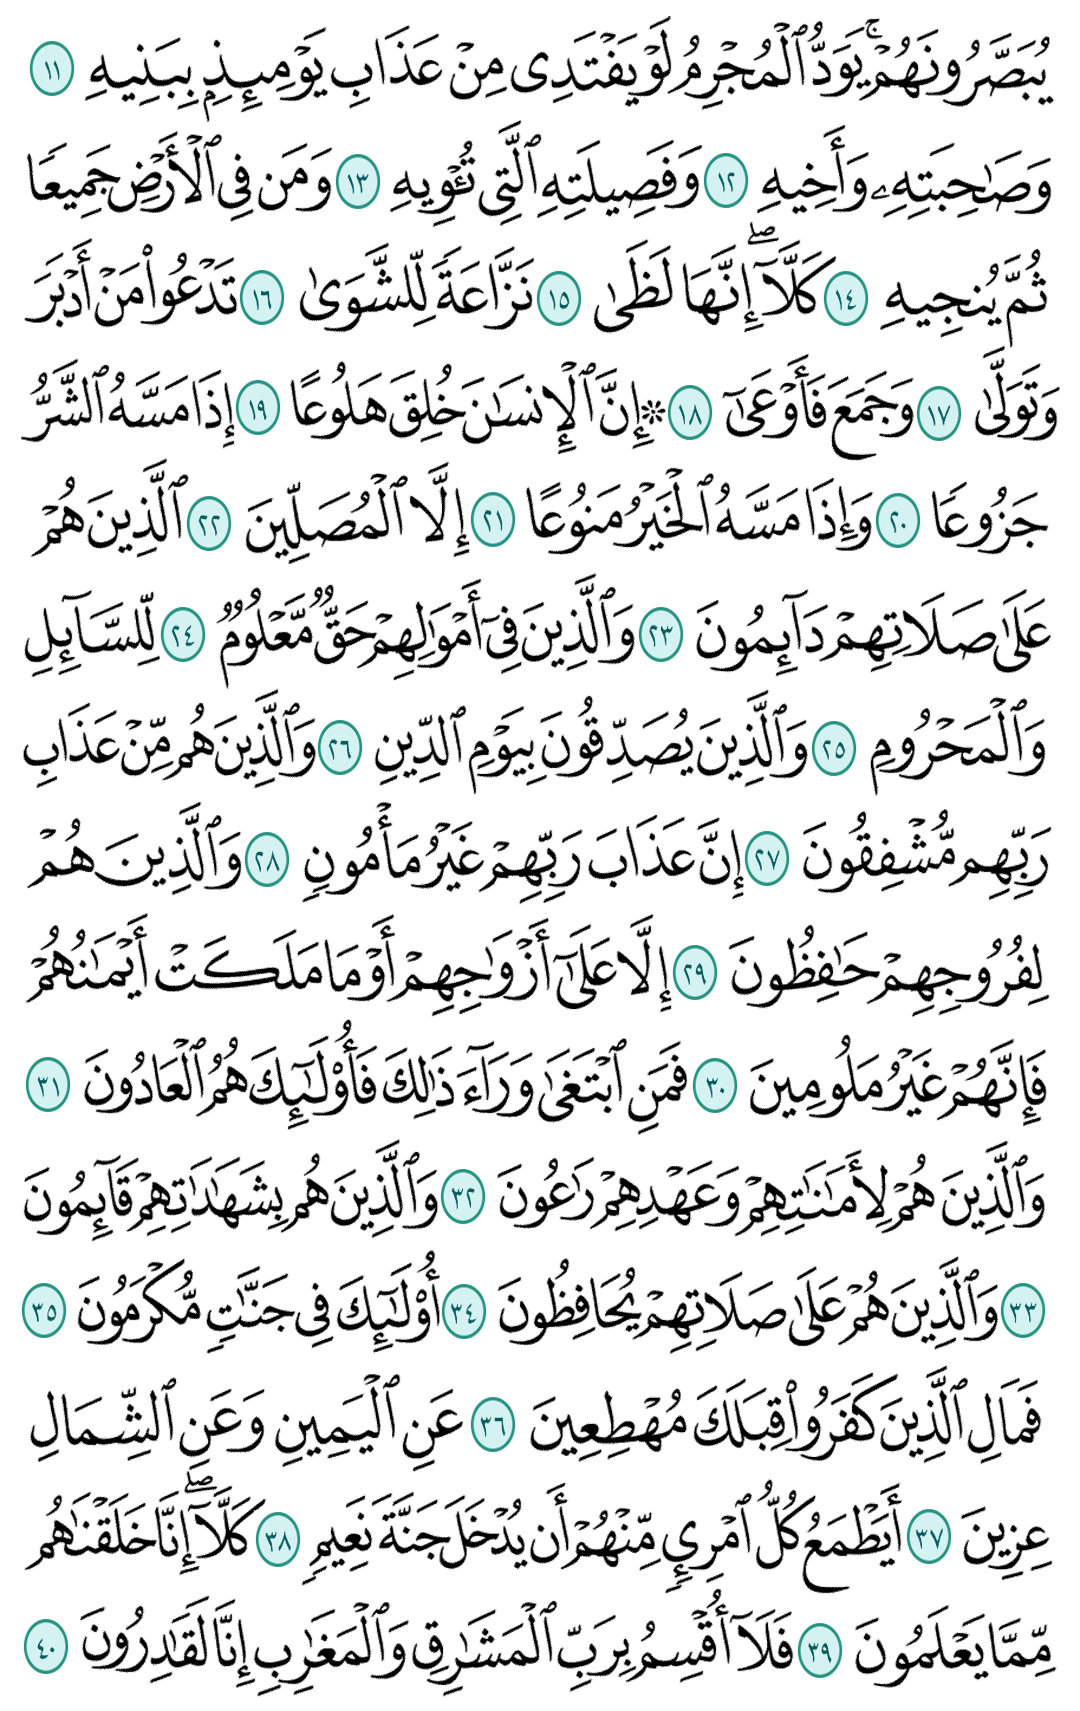 يُبَصَّرُونَهُمْۚ يَوَدُّ ٱلْمُجْرِمُ لَوْ يَفْتَدِى مِنْ عَذَابِ يَوْمِئِذِۭ بِبَنِيهِ ١١
وَصَٰحِبَتِهِۦ وَأَخِيهِ ١٢ وَفَصِيلَتِهِ ٱلَّتِى تُـْٔوِيهِ ١٣ وَمَن فِى ٱلْأَرْضِ جَمِيعًا
ثُمَّ يُنجِيهِ ١٤ كَلَّآۖ إِنَّهَا لَظَىٰ ١٥ نَزَّاعَةً لِّلشَّوَىٰ ١٦ تَدْعُوا۟ مَنْ أَدْبَرَ
وَتَوَلَّىٰ ١٧ وَجَمَعَ فَأَوْعَىٰٓ ١٨ ۞ إِنَّ ٱلْإِنسَٰنَ خُلِقَ هَلُوعًا ١٩ إِذَا مَسَّهُ ٱلشَّرُّ
جَزُوعًا ٢٠ وَإِذَا مَسَّهُ ٱلْخَيْرُ مَنُوعًا ٢١ إِلَّا ٱلْمُصَلِّينَ ٢٢ ٱلَّذِينَ هُمْ
عَلَىٰ صَلَاتِهِمْ دَآئِمُونَ ٢٣ وَٱلَّذِينَ فِىٓ أَمْوَٰلِهِمْ حَقٌّ مَّعْلُومٌ ٢٤ لِّلسَّآئِلِ
وَٱلْمَحْرُومِ ٢٥ وَٱلَّذِينَ يُصَدِّقُونَ بِيَوْمِ ٱلدِّينِ ٢٦ وَٱلَّذِينَ هُم مِّنْ عَذَابِ
رَبِّهِم مُّشْفِقُونَ ٢٧ إِنَّ عَذَابَ رَبِّهِمْ غَيْرُ مَأْمُونٍ ٢٨ وَٱلَّذِينَ هُمْ
لِفُرُوجِهِمْ حَٰفِظُونَ ٢٩ إِلَّا عَلَىٰٓ أَزْوَٰجِهِمْ أَوْ مَا مَلَكَتْ أَيْمَٰنُهُمْ
فَإِنَّهُمْ غَيْرُ مَلُومِينَ ٣٠ فَمَنِ ٱبْتَغَىٰ وَرَآءَ ذَٰلِكَ فَأُو۟لَٰٓئِكَ هُمُ ٱلْعَادُونَ ٣١
وَٱلَّذِينَ هُمْ لِأَمَٰنَٰتِهِمْ وَعَهْدِهِمْ رَٰعُونَ ٣٢ وَٱلَّذِينَ هُم بِشَهَٰدَٰتِهِمْ قَآئِمُونَ
٣٣ وَٱلَّذِينَ هُمْ عَلَىٰ صَلَاتِهِمْ يُحَافِظُونَ ٣٤ أُو۟لَٰٓئِكَ فِى جَنَّٰتٍ مُّكْرَمُونَ ٣٥
فَمَالِ ٱلَّذِينَ كَفَرُوا۟ قِبَلَكَ مُهْطِعِينَ ٣٦ عَنِ ٱلْيَمِينِ وَعَنِ ٱلشِّمَالِ
عِزِينَ ٣٧ أَيَطْمَعُ كُلُّ ٱمْرِئٍ مِّنْهُمْ أَن يُدْخَلَ جَنَّةَ نَعِيمٍ ٣٨ كَلَّآۖ إِنَّا خَلَقْنَٰهُم
مِّمَّا يَعْلَمُونَ ٣٩ فَلَآ أُقْسِمُ بِرَبِّ ٱلْمَشَٰرِقِ وَٱلْمَغَٰرِبِ إِنَّا لَقَٰدِرُونَ ٤٠